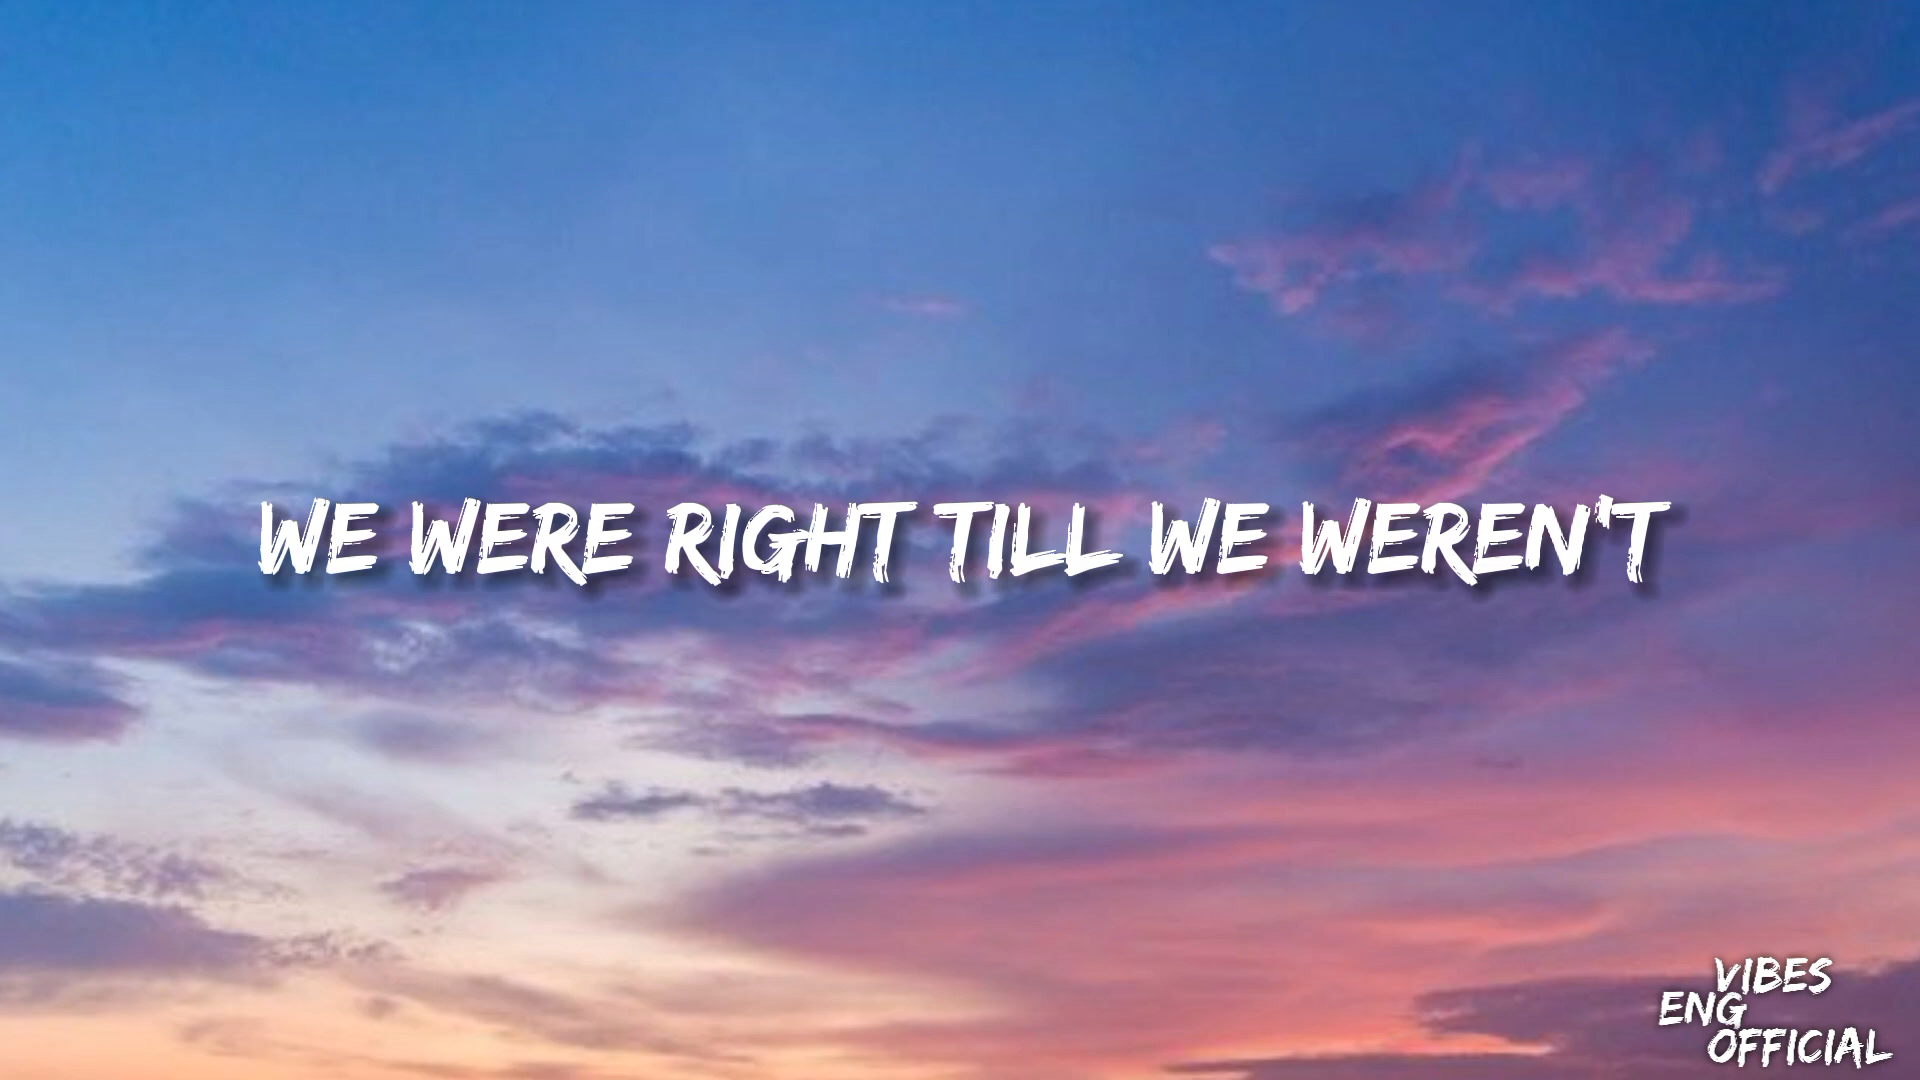 WE WERE RIGHT TILL WE WEREN'T
VIBES
ENG
OFFICIAL